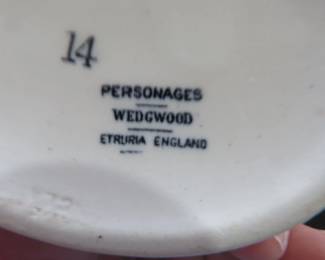 14
PERSONAGES
WEDGWOOD
ETRURIA ENGLAND